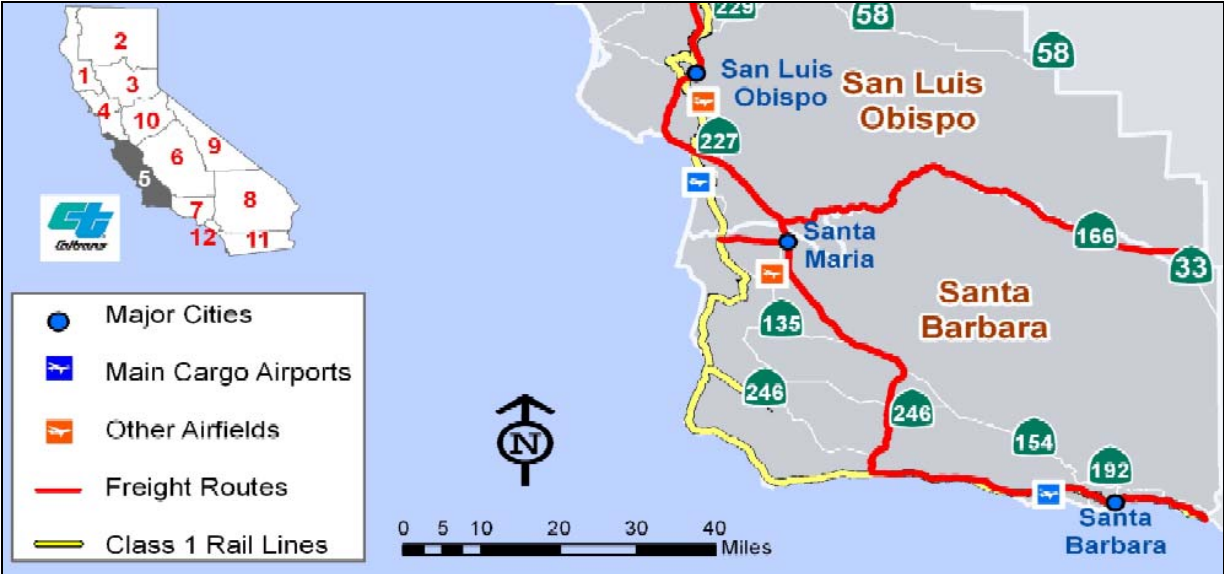 2
1
3
4
10
9
5
6
8
7
12
11
Caltrans
Major Cities
Main Cargo Airports
Other Airfields
Freight Routes
Class 1 Rail Lines
N
0 5 10 20 30 40
Miles
229
58
58
San Luis
Obispo
San Luis
Obispo
227
166
33
Santa
Maria
Santa
Barbara
135
246
246
154
192
Santa
Barbara